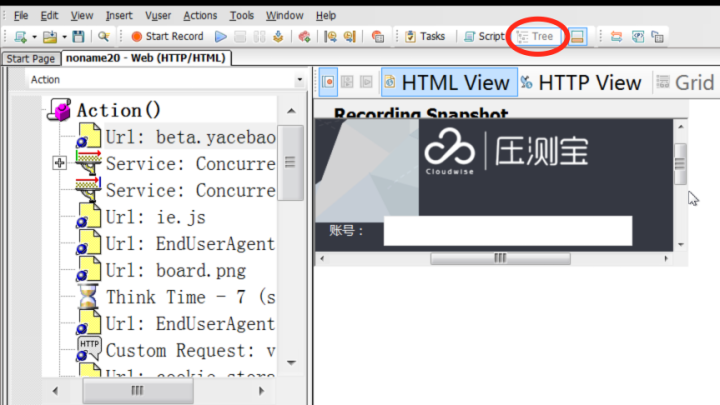 File Edit View Insert Vuser Actions Tools Window Help
Start Record Tasks Script Tree
Start Page noname20 - Web (HTTP/HTML)
Action
HTML View HTTP View Grid
Action()
Url: beta.yacebao
Service: Concurre
Service: Concurre
Url: ie.js
Url: EndUserAgent
Url: board.png
Think Time - 7 (s
Url: EndUserAgent
HTTP Custom Request: v
Url: cookie_stora
Recording Snapshot
Cloudwise 压测宝
账号：